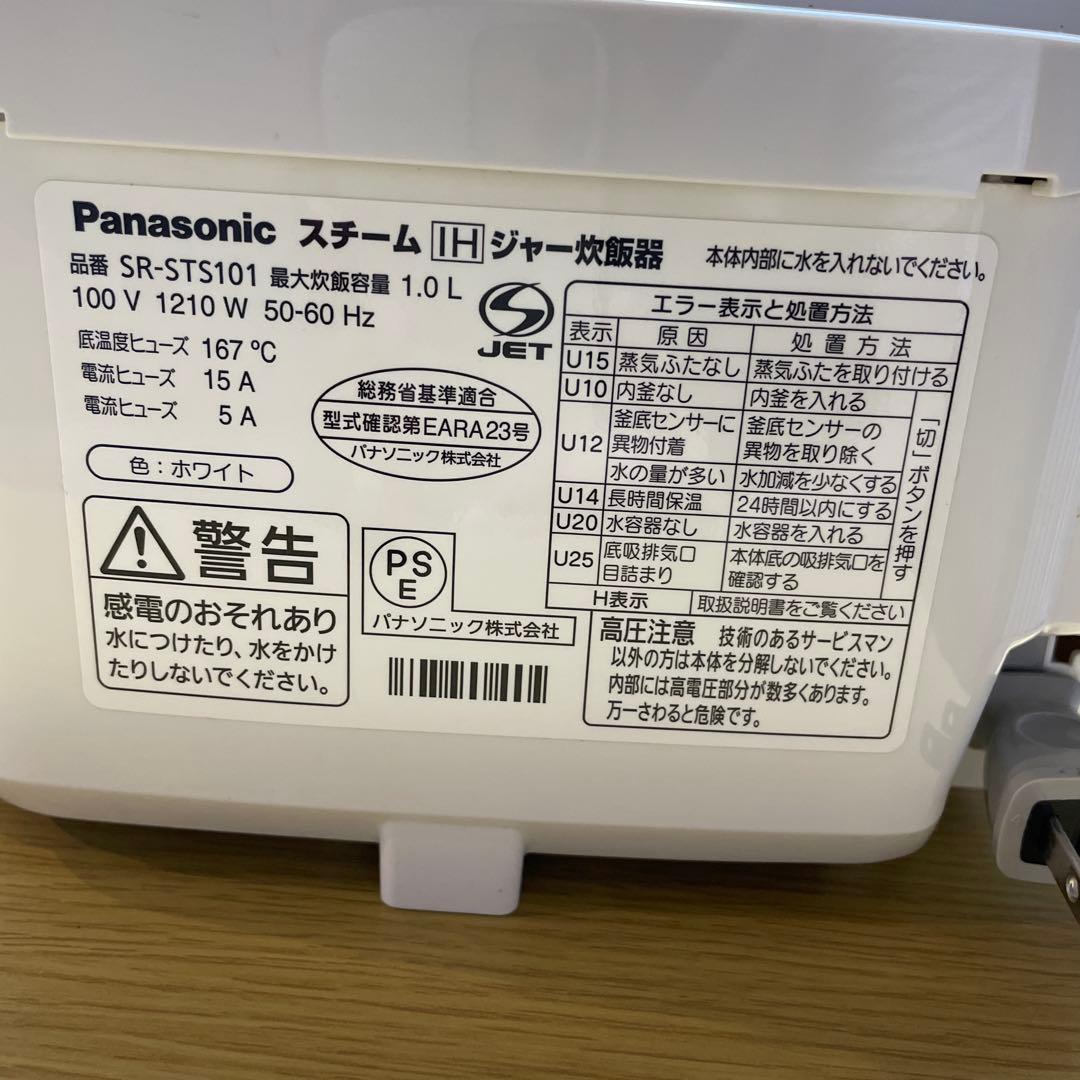 Panasonic スチーム IH ジャー炊飯器
本体内部に水を入れないでください。
品番 SR-STS101 最大炊飯容量 1.0 L
100 V 1210 W 50-60 Hz
底温度ヒューズ 167 ℃
電流ヒューズ 15 A
電流ヒューズ 5 A
JET
総務省基準適合
型式確認第EARA23号
パナソニック株式会社
色:ホワイト
警告
感電のおそれあり
水につけたり、水をかけ
たりしないでください。
PS
E
パナソニック株式会社
エラー表示と処置方法
表示 原因 処置方法
U15 蒸気ふたなし 蒸気ふたを取り付ける
U10 内釜なし 内釜を入れる
U12 釜底センサーに 釜底センサーの
異物付着 異物を取り除く
水の量が多い 水加減を少なくする
U14 長時間保温 24時間以内にする
U20 水容器なし 水容器を入れる
U25 底吸排気口 本体底の吸排気口を
目詰まり 確認する
「切」ボタンを押す
H表示 取扱説明書をご覧ください
高圧注意 技術のあるサービスマン
以外の方は本体を分解しないでください。
内部には高電圧部分が数多くあります。
万一さわると危険です。